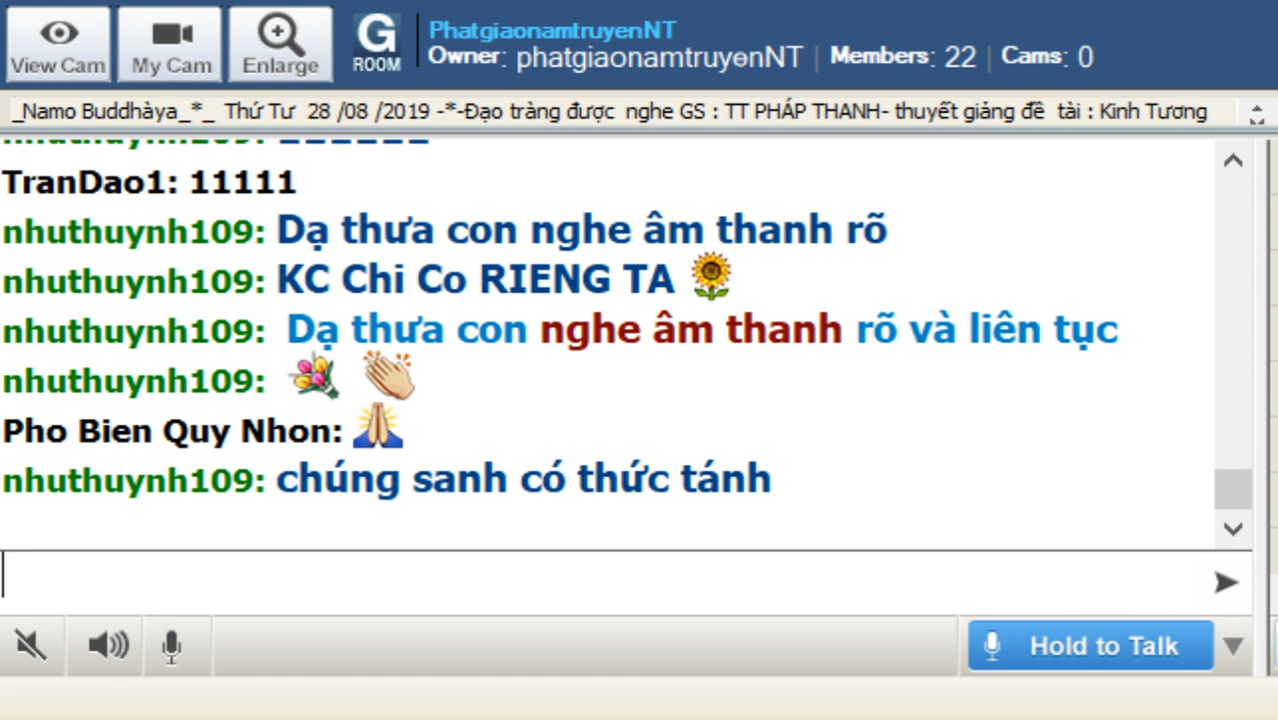 PhatgiaonamtruyenNT
View Cam My Cam Enlarge G ROOM Owner: phatgiaonamtruyenNT | Members: 22 | Cams: 0
_Namo Buddhàya_*_ Thứ Tư 28 /08 /2019 -*-Đạo tràng được nghe GS : TT PHÁP THANH- thuyết giảng đề tài : Kinh Tương
nhuthuynh109:
TranDao1: 11111
nhuthuynh109: Dạ thưa con nghe âm thanh rõ
nhuthuynh109: KC Chi Co RIENG TA
nhuthuynh109: Dạ thưa con nghe âm thanh rõ và liên tục
nhuthuynh109:
Pho Bien Quy Nhon:
nhuthuynh109: chúng sanh có thức tánh
Hold to Talk